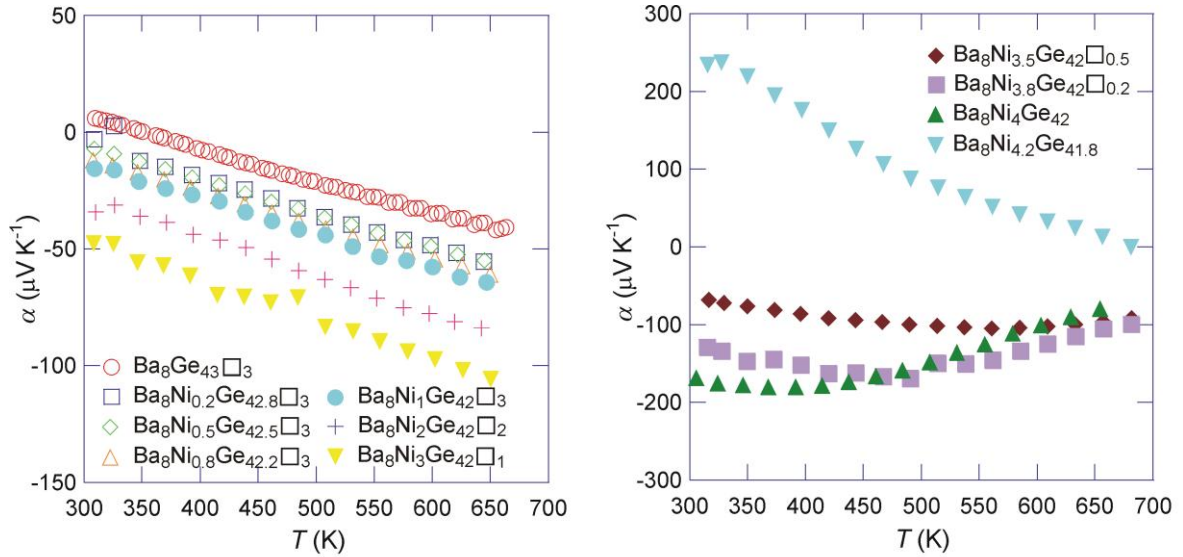 50
0
-50
-100
-150
300 350 400 450 500 550 600 650 700
α (μV K⁻¹)
T (K)
Ba₈Ge₄₃□₃
Ba₈Ni₀.₂Ge₄₂.₈□₃
Ba₈Ni₀.₅Ge₄₂.₅□₃
Ba₈Ni₀.₈Ge₄₂.₂□₃
Ba₈Ni₁Ge₄₂□₃
Ba₈Ni₂Ge₄₂□₂
Ba₈Ni₃Ge₄₂□₁
300
200
100
0
-100
-200
-300
300 350 400 450 500 550 600 650 700
α (μV K⁻¹)
T (K)
Ba₈Ni₃.₅Ge₄₂□₀.₅
Ba₈Ni₃.₈Ge₄₂□₀.₂
Ba₈Ni₄Ge₄₂
Ba₈Ni₄.₂Ge₄₁.₈